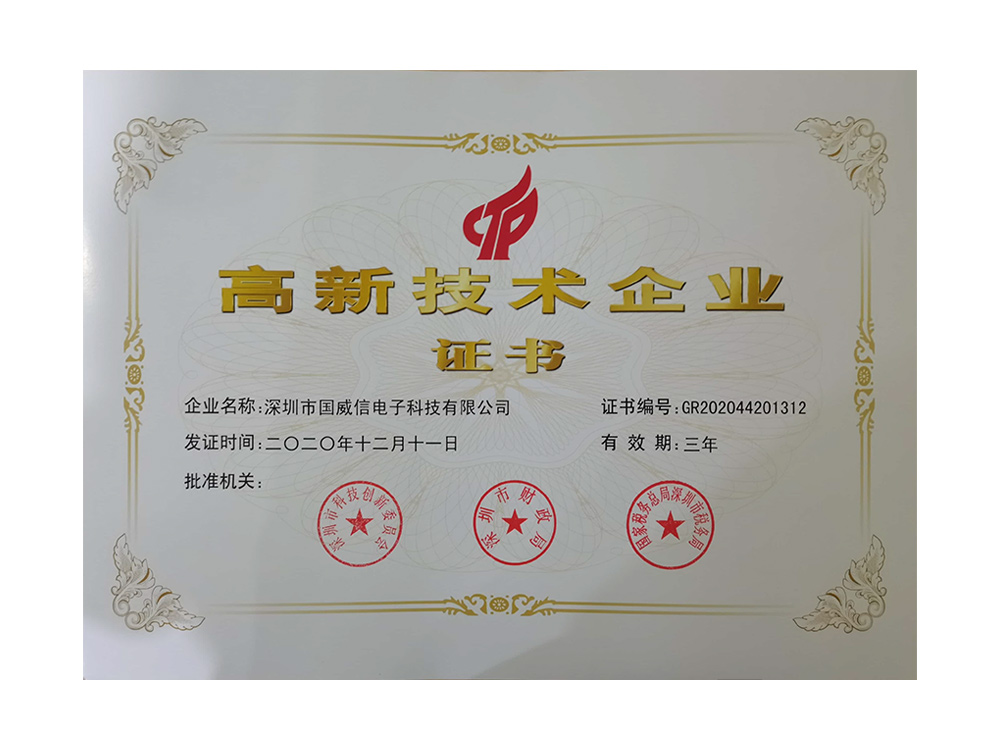 CTP
高新技术企业
证书
企业名称:深圳市国威信电子科技有限公司 证书编号:GR202044201312
发证时间:二〇二〇年十二月十一日 有效期:三年
批准机关:
深圳市科技创新委员会
深圳市财政局
国家税务总局深圳市税务局